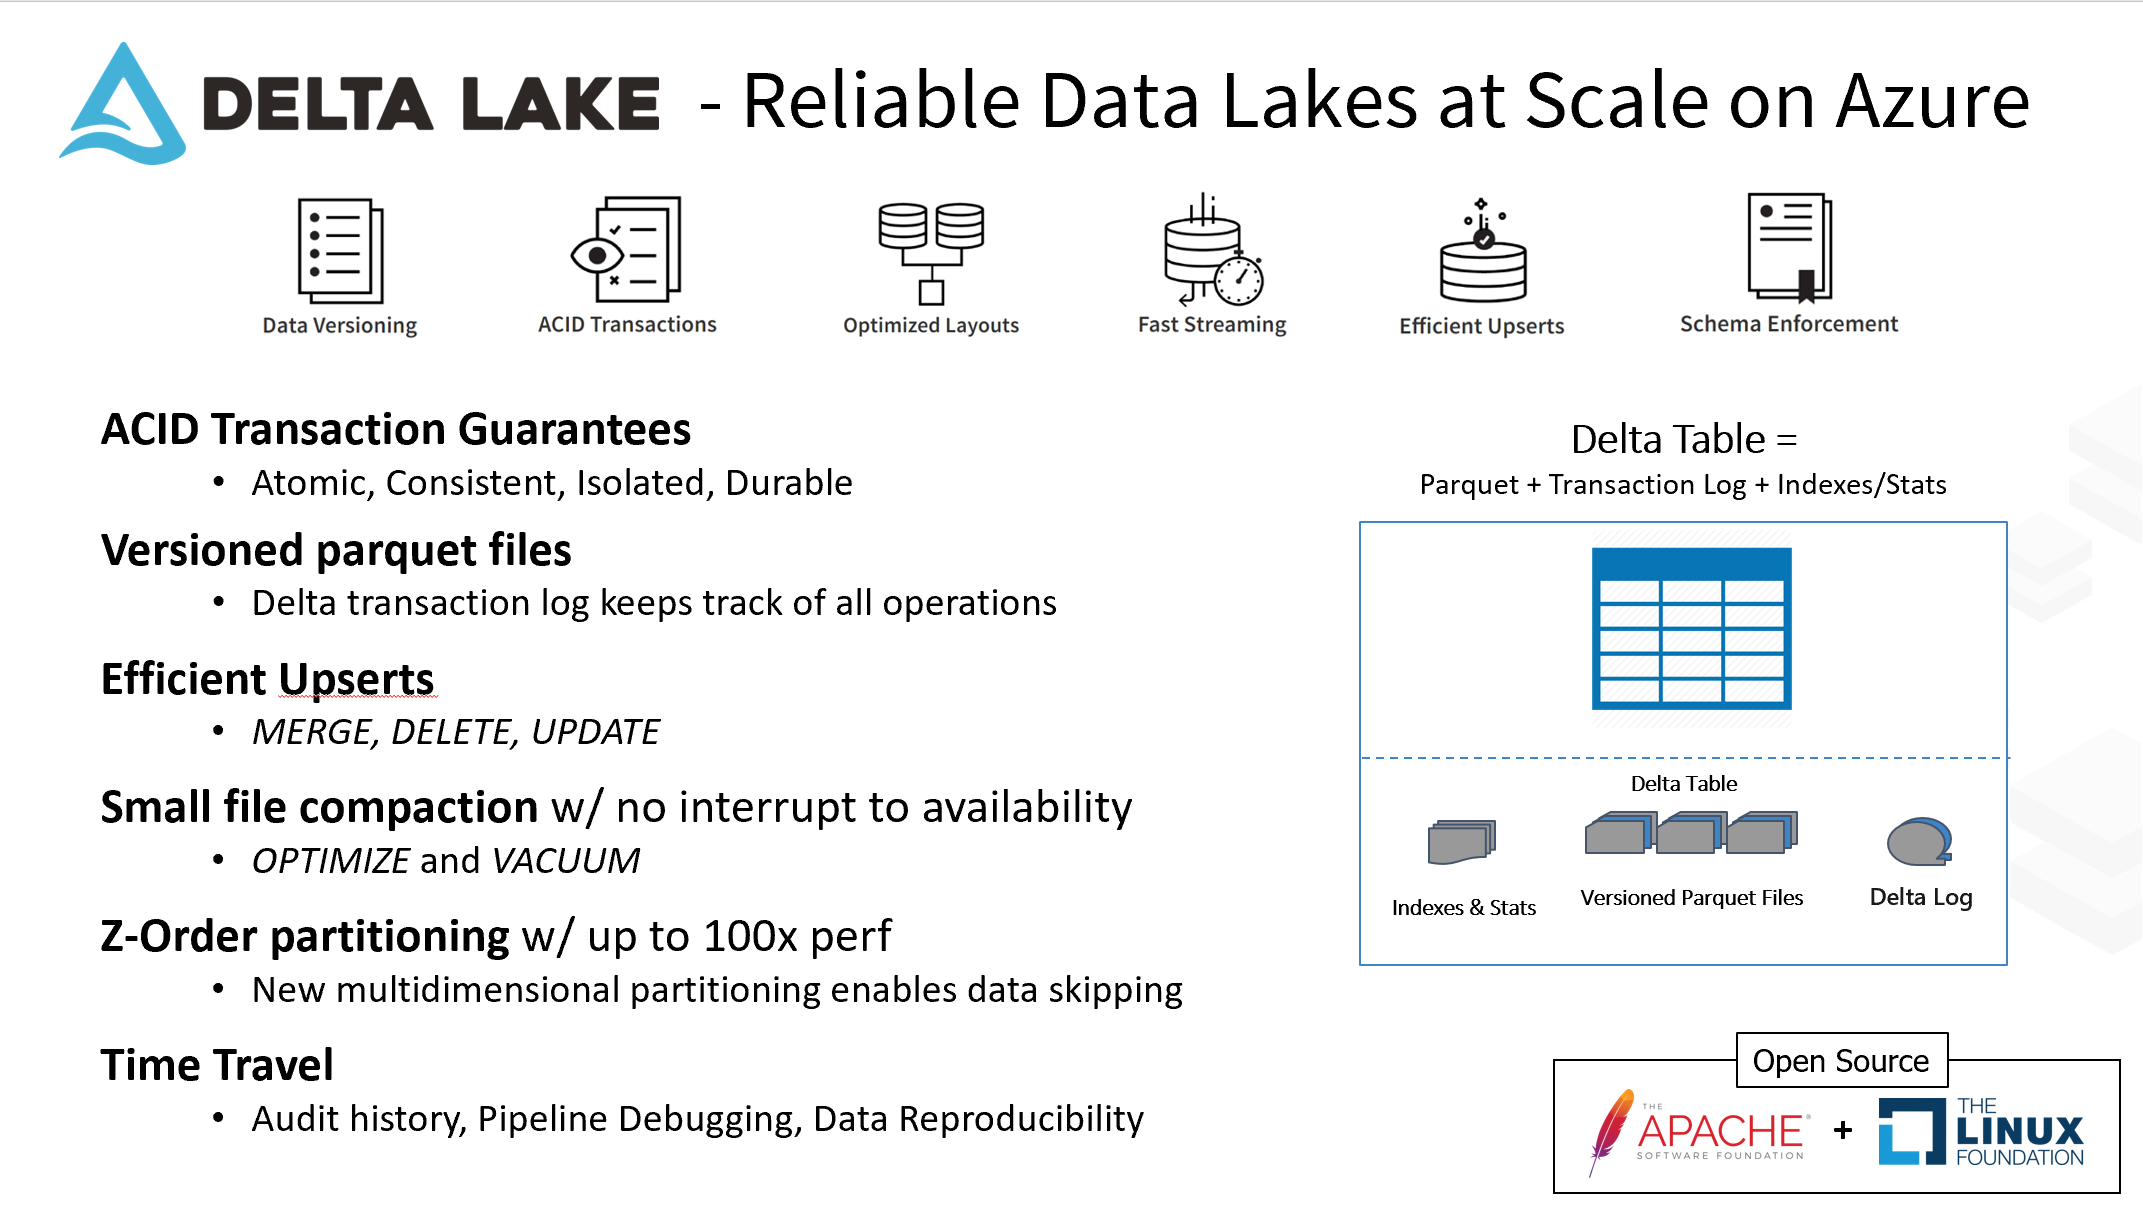 DELTA LAKE - Reliable Data Lakes at Scale on Azure
Data Versioning
ACID Transactions
Optimized Layouts
Fast Streaming
Efficient Upserts
Schema Enforcement
ACID Transaction Guarantees
• Atomic, Consistent, Isolated, Durable
Versioned parquet files
• Delta transaction log keeps track of all operations
Efficient Upserts
• MERGE, DELETE, UPDATE
Small file compaction w/ no interrupt to availability
• OPTIMIZE and VACUUM
Z-Order partitioning w/ up to 100x perf
• New multidimensional partitioning enables data skipping
Time Travel
• Audit history, Pipeline Debugging, Data Reproducibility
Delta Table =
Parquet + Transaction Log + Indexes/Stats
Delta Table
Indexes & Stats
Versioned Parquet Files
Delta Log
Open Source
THE
APACHE®
SOFTWARE FOUNDATION
+
THE
LINUX
FOUNDATION